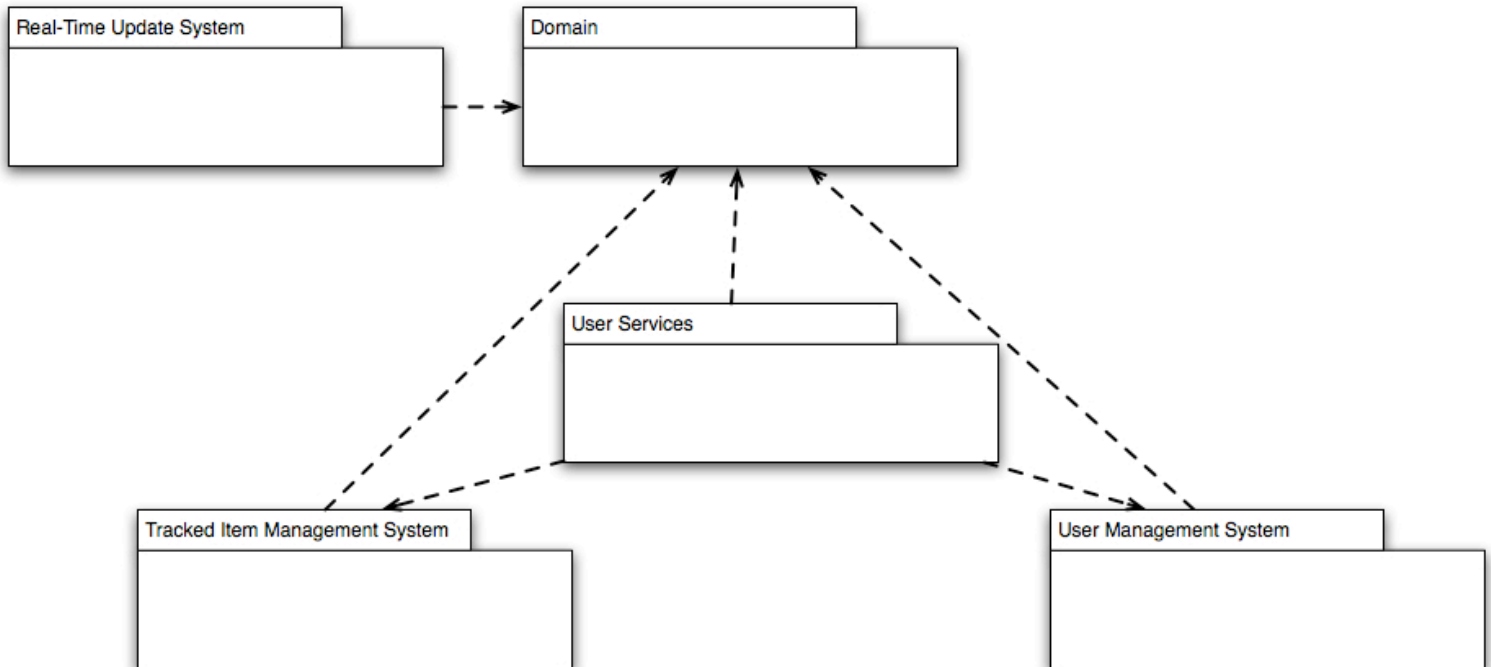 Real-Time Update System
Domain
User Services
Tracked Item Management System
User Management System